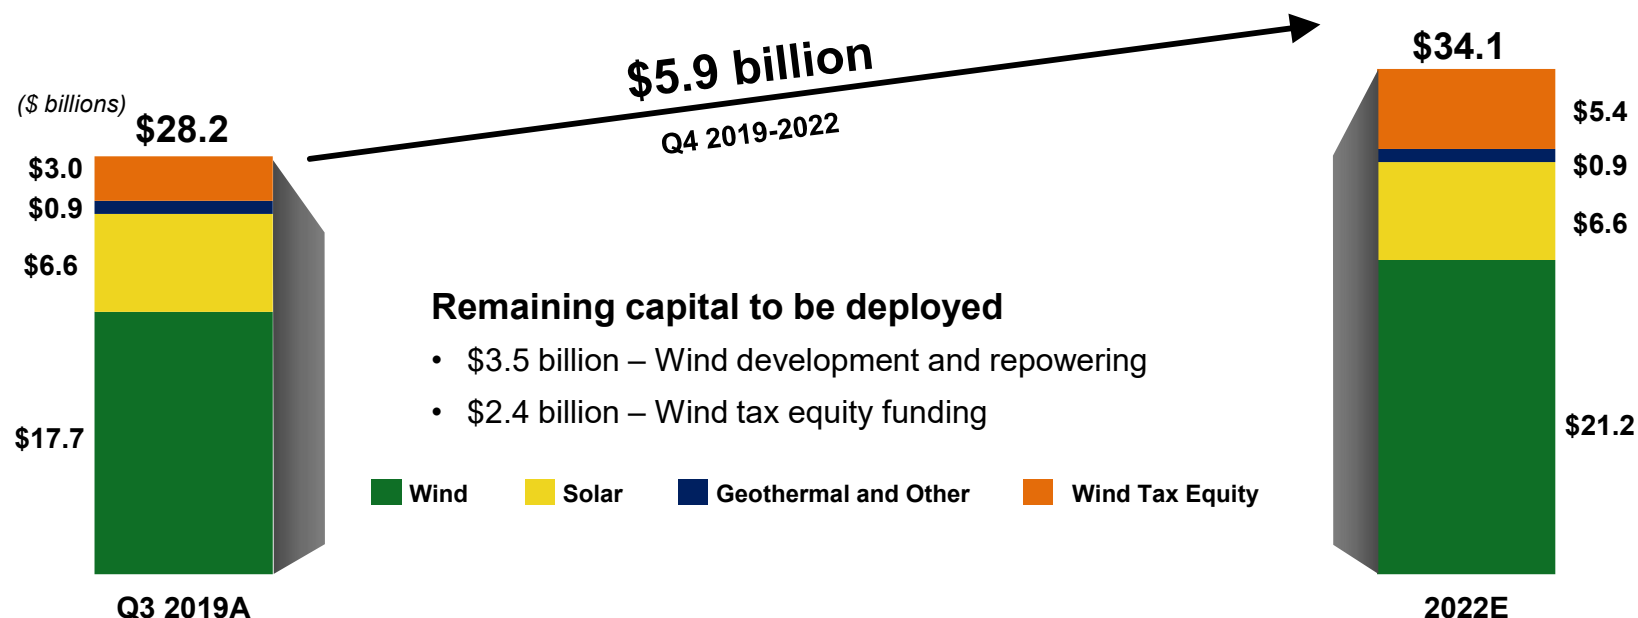 $5.9 billion
Q4 2019-2022
($ billions)
$28.2
$3.0
$0.9
$6.6
$17.7
Q3 2019A
$34.1
$5.4
$0.9
$6.6
$21.2
2022E
Remaining capital to be deployed
• $3.5 billion – Wind development and repowering
• $2.4 billion – Wind tax equity funding
Wind Solar Geothermal and Other Wind Tax Equity